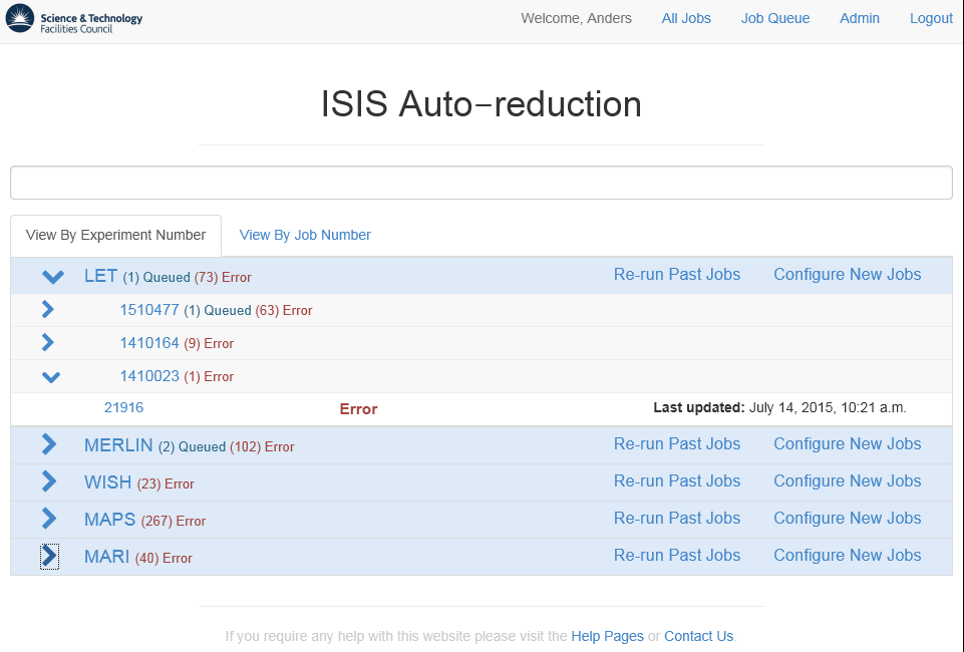 Science & Technology
Facilities Council
Welcome, Anders All Jobs Job Queue Admin Logout
ISIS Auto-reduction
View By Experiment Number View By Job Number
LET (1) Queued (73) Error Re-run Past Jobs Configure New Jobs
1510477 (1) Queued (63) Error
1410164 (9) Error
1410023 (1) Error
21916 Error Last updated: July 14, 2015, 10:21 a.m.
MERLIN (2) Queued (102) Error Re-run Past Jobs Configure New Jobs
WISH (23) Error Re-run Past Jobs Configure New Jobs
MAPS (267) Error Re-run Past Jobs Configure New Jobs
MARI (40) Error Re-run Past Jobs Configure New Jobs
If you require any help with this website please visit the Help Pages or Contact Us